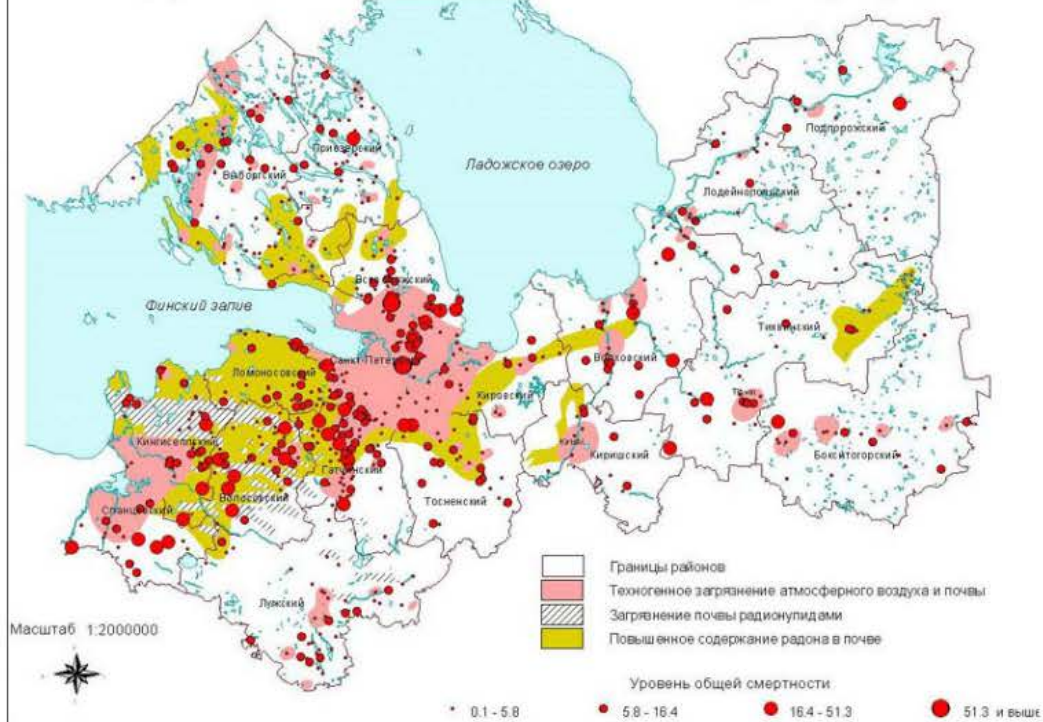 Приозерский
Ладожское озеро
Подпорожский
Выборгский
Лодейнопольский
Всеволожский
Финский залив
Тихвинский
Санкт-Петерб
Волховский
Ломоносовский
Кировский
Кингисеппский
Киришский
Бокситогорский
Гатчинский
Волосовский
Тосненский
Сланцевский
Лужский
Границы районов
Техногенное загрязнение атмосферного воздуха и почвы
Загрязнение почвы радионулидами
Повышенное содержание радона в почве
Масштаб 1:2000000
Уровень общей смертности
0.1 - 5.8 5.8 - 16.4 16.4 - 51.3 51.3 и выше